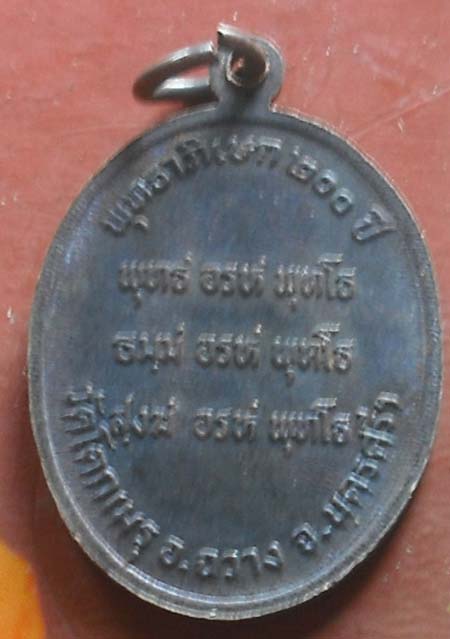 พุทธาภิเษก ๒๐๐ ปี
พุทธํ อรหํ พุทโธ
ธมฺมํ อรหํ พุทโธ
สงฺฆํ อรหํ พุทโธ
วัดโคกเมรุ อ.ฉวาง จ.นครศรีฯ